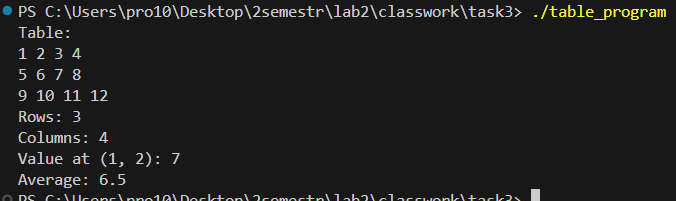 PS C:\Users\pro10\Desktop\2semestr\lab2\classwork\task3> ./table_program
Table:
1 2 3 4
5 6 7 8
9 10 11 12
Rows: 3
Columns: 4
Value at (1, 2): 7
Average: 6.5
PS C:\Users\pro10\Desktop\2semestr\lab2\classwork\task3>